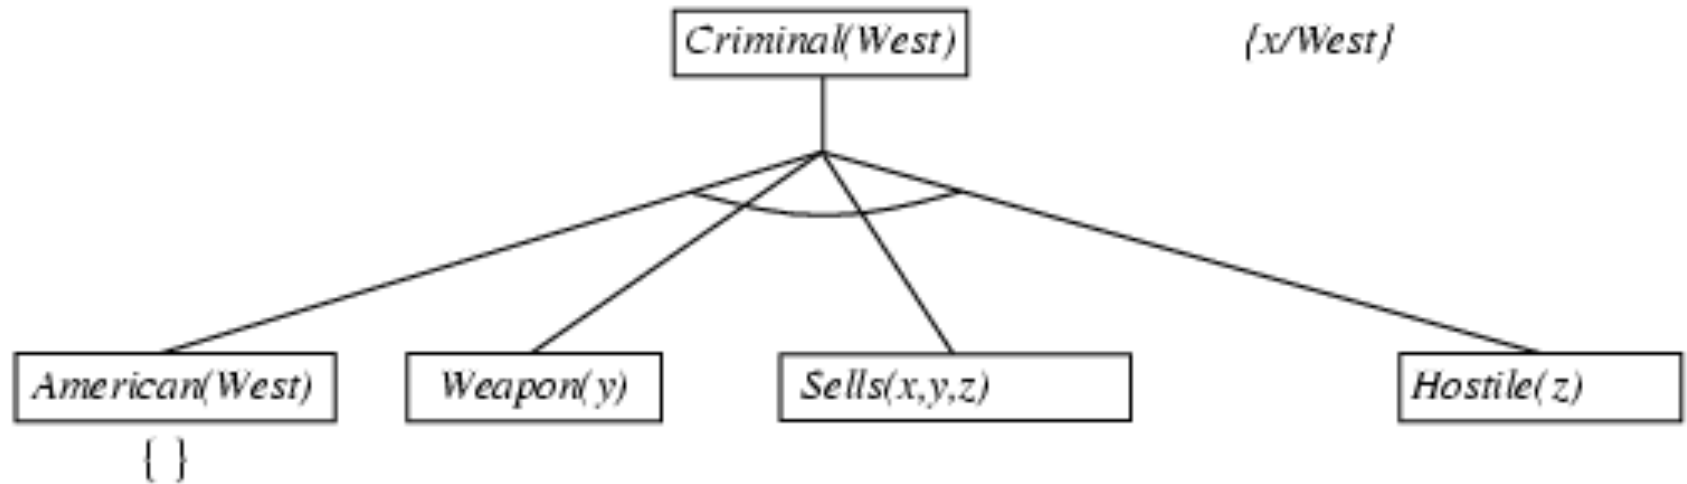 Criminal(West) {x/West}
American(West) Weapon(y) Sells(x,y,z) Hostile(z)
{ }